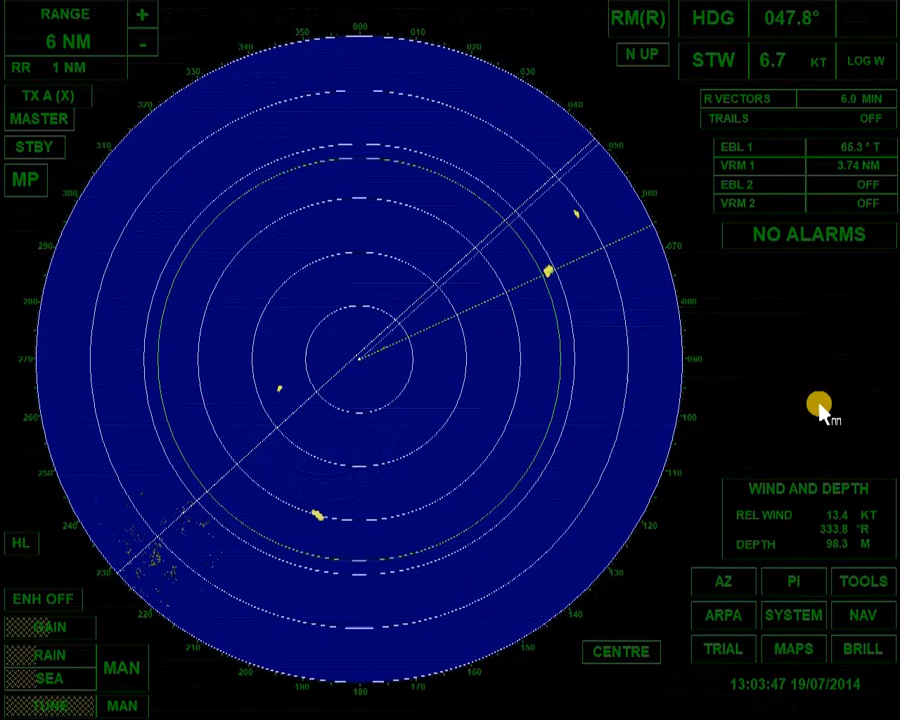 RANGE
+
6 NM
-
RR 1 NM
TX A (X)
MASTER
STBY
MP
RM(R)
N UP
HDG 047.8°
STW 6.7 KT LOG W
R VECTORS 6.0 MIN
TRAILS OFF
EBL 1 65.3 ° T
VRM 1 3.74 NM
EBL 2 OFF
VRM 2 OFF
NO ALARMS
350 000 010
340 020
030
320 040
310 050
300 060
290 070
280 080
270 090
260 100
250 110
240 120
230 130
220 140
210 150
200 160
190 180 170
WIND AND DEPTH
REL WIND 13.4 KT
333.8 °R
DEPTH 98.3 M
HL
ENH OFF
GAIN
RAIN
SEA
MAN
TUNE MAN
AZ PI TOOLS
ARPA SYSTEM NAV
TRIAL MAPS BRILL
CENTRE
13:03:47 19/07/2014